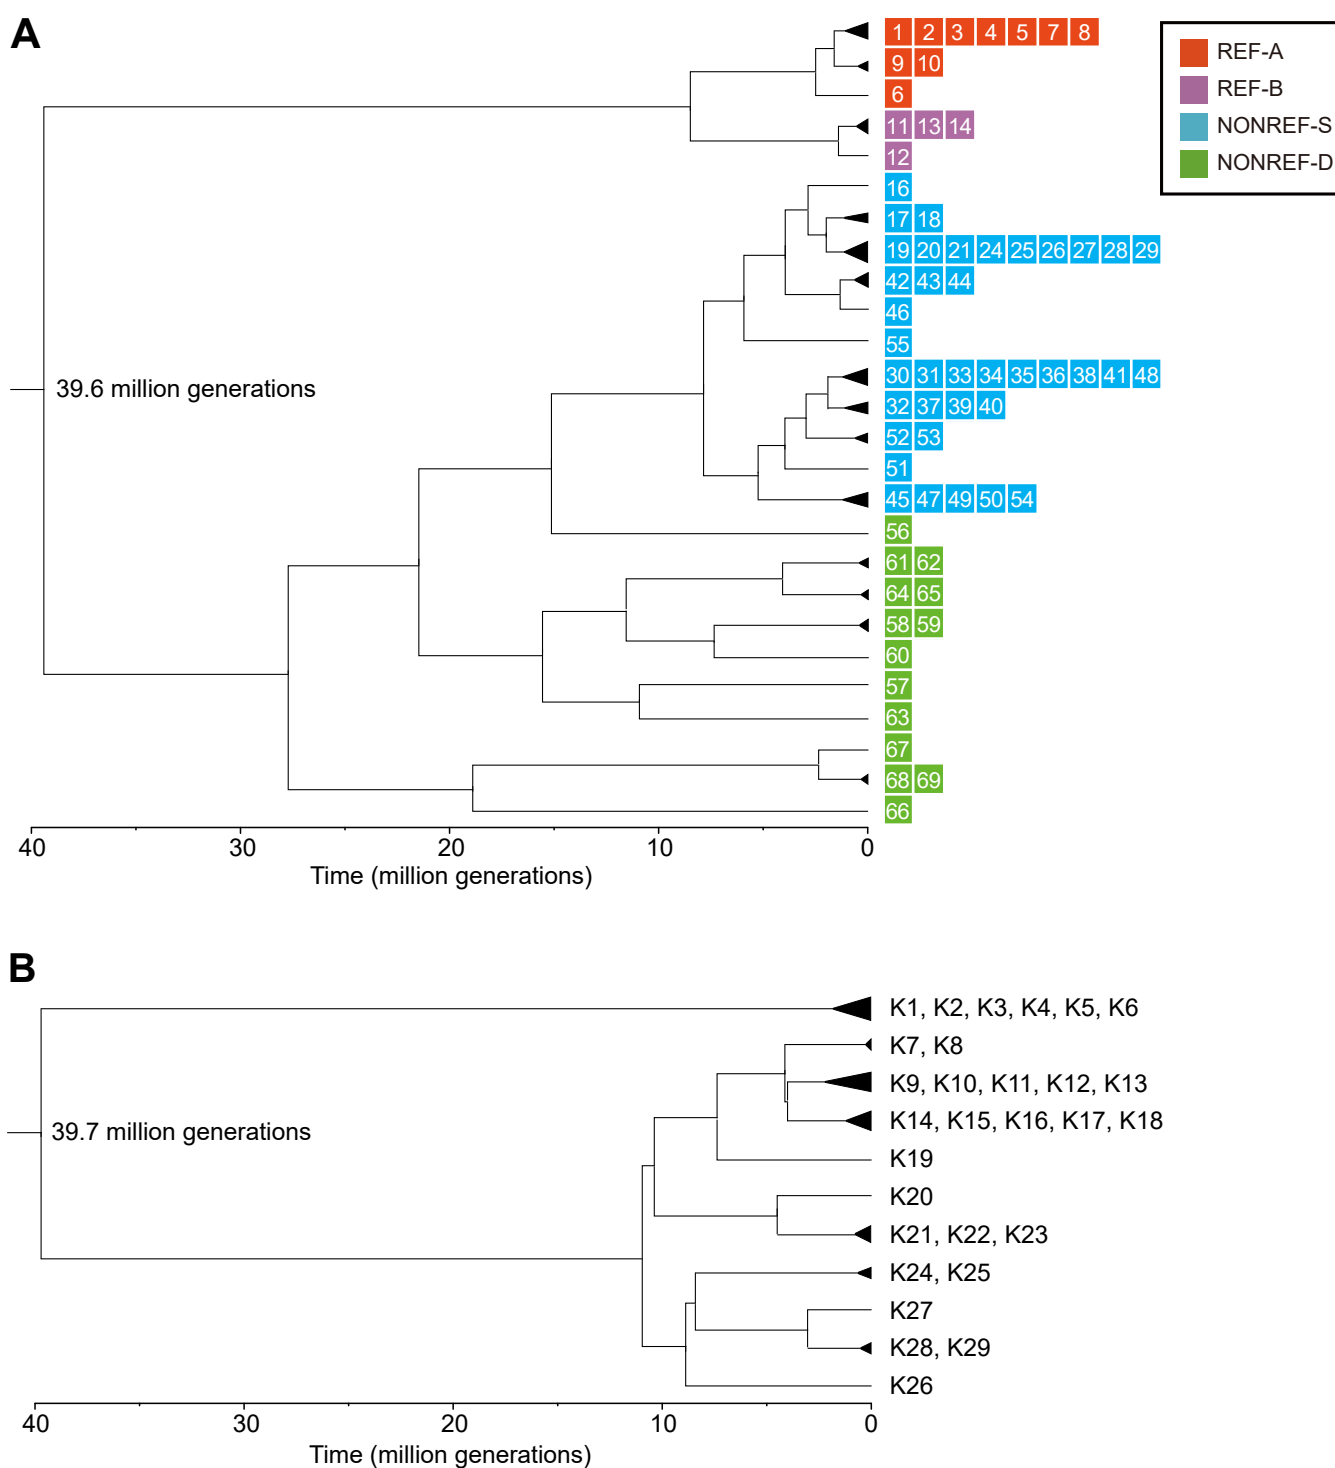 A
1 2 3 4 5 7 8
9 10
6
11 13 14
12
16
17 18
19 20 21 24 25 26 27 28 29
42 43 44
46
55
30 31 33 34 35 36 38 41 48
32 37 39 40
52 53
51
45 47 49 50 54
56
61 62
64 65
58 59
60
57
63
67
68 69
66
REF-A
REF-B
NONREF-S
NONREF-D
39.6 million generations
40 30 20 10 0
Time (million generations)
B
K1, K2, K3, K4, K5, K6
K7, K8
K9, K10, K11, K12, K13
K14, K15, K16, K17, K18
K19
K20
K21, K22, K23
K24, K25
K27
K28, K29
K26
39.7 million generations
40 30 20 10 0
Time (million generations)